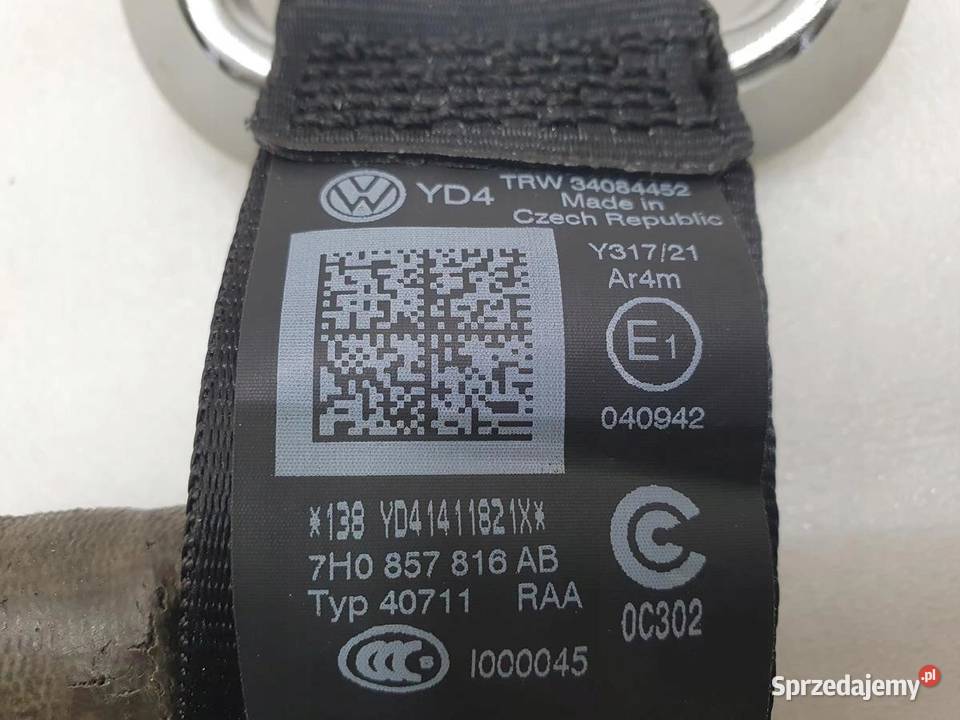 YD4 TRW 34084452
Made in
Czech Republic
Y317/21
Ar4m
E1
040942
*138 YD41411821X*
7H0 857 816 AB
Typ 40711 RAA
0C302
CCC S I000045
Sprzedajemy.pl